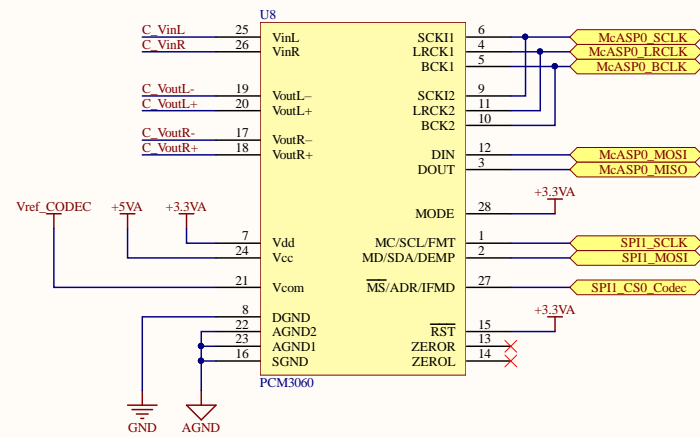 U8
C_VinL 25 VinL SCKI1 6 McASP0_SCLK
C_VinR 26 VinR LRCK1 4 McASP0_LRCLK
BCK1 5 McASP0_BCLK
C_VoutL- 19 VoutL– SCKI2 9
C_VoutL+ 20 VoutL+ LRCK2 11
BCK2 10
C_VoutR- 17 VoutR–
C_VoutR+ 18 VoutR+ DIN 12 McASP0_MOSI
DOUT 3 McASP0_MISO
+3.3VA
Vref_CODEC +5VA +3.3VA
MODE 28
7 Vdd MC/SCL/FMT 1 SPI1_SCLK
24 Vcc MD/SDA/DEMP 2 SPI1_MOSI
21 Vcom MS/ADR/IFMD 27 SPI1_CS0_Codec
+3.3VA
8 DGND
22 AGND2 RST 15
23 AGND1 ZEROR 13
16 SGND ZEROL 14
PCM3060
GND AGND